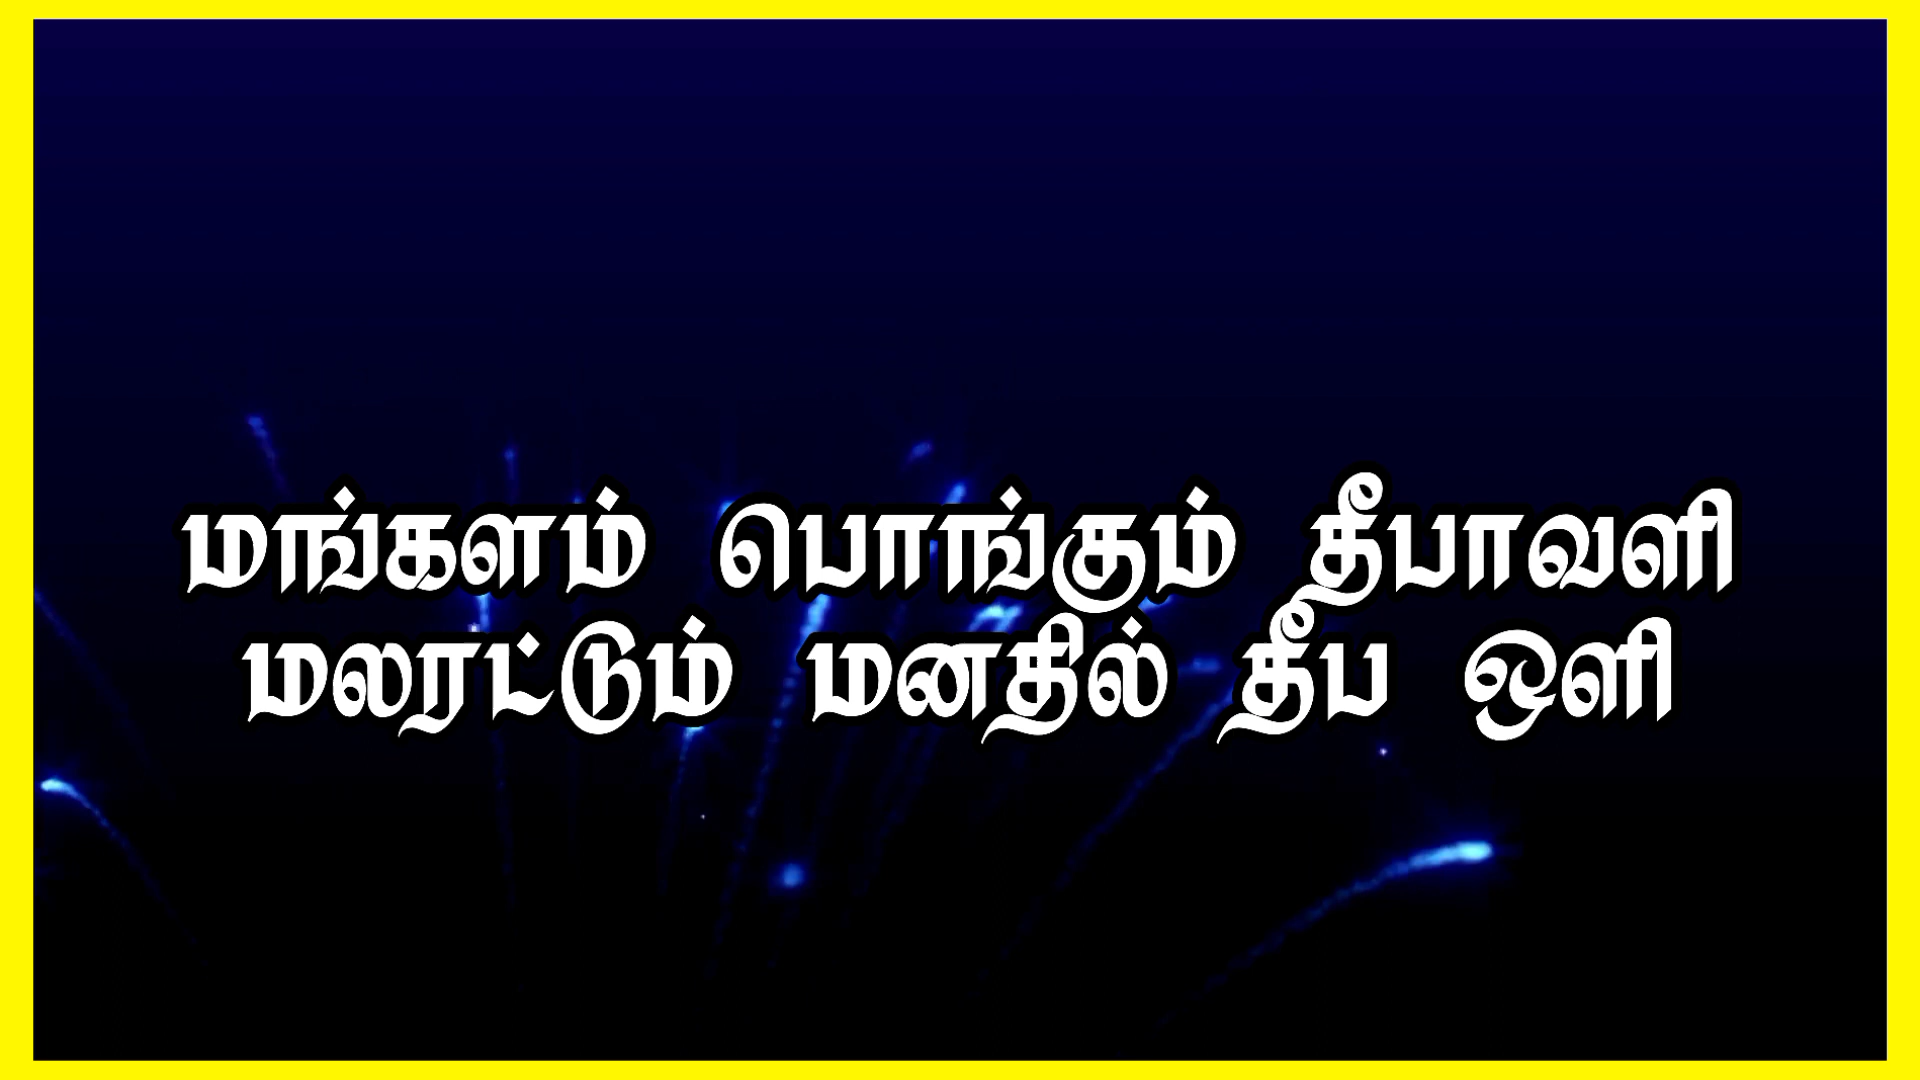 மங்களம் பொங்கும் தீபாவளி
மலரட்டும் மனதில் தீப ஒளி